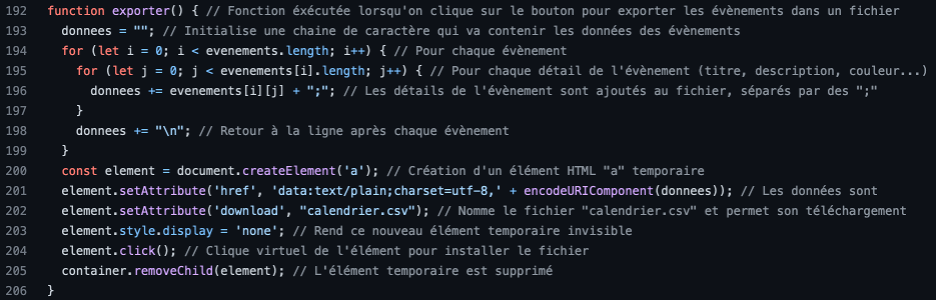 192 function exporter() { // Fonction éxécutée lorsqu'on clique sur le bouton pour exporter les évènements dans un fichier
193 donnees = ""; // Initialise une chaine de caractère qui va contenir les données des évènements
194 for (let i = 0; i < evenements.length; i++) { // Pour chaque évènement
195 for (let j = 0; j < evenements[i].length; j++) { // Pour chaque détail de l'évènement (titre, description, couleur...)
196 donnees += evenements[i][j] + ";"; // Les détails de l'évènement sont ajoutés au fichier, séparés par des ";"
197 }
198 donnees += "\n"; // Retour à la ligne après chaque évènement
199 }
200 const element = document.createElement('a'); // Création d'un élément HTML "a" temporaire
201 element.setAttribute('href', 'data:text/plain;charset=utf-8,' + encodeURIComponent(donnees)); // Les données sont
202 element.setAttribute('download', "calendrier.csv"); // Nomme le fichier "calendrier.csv" et permet son téléchargement
203 element.style.display = 'none'; // Rend ce nouveau élément temporaire invisible
204 element.click(); // Clique virtuel de l'élément pour installer le fichier
205 container.removeChild(element); // L'élément temporaire est supprimé
206 }